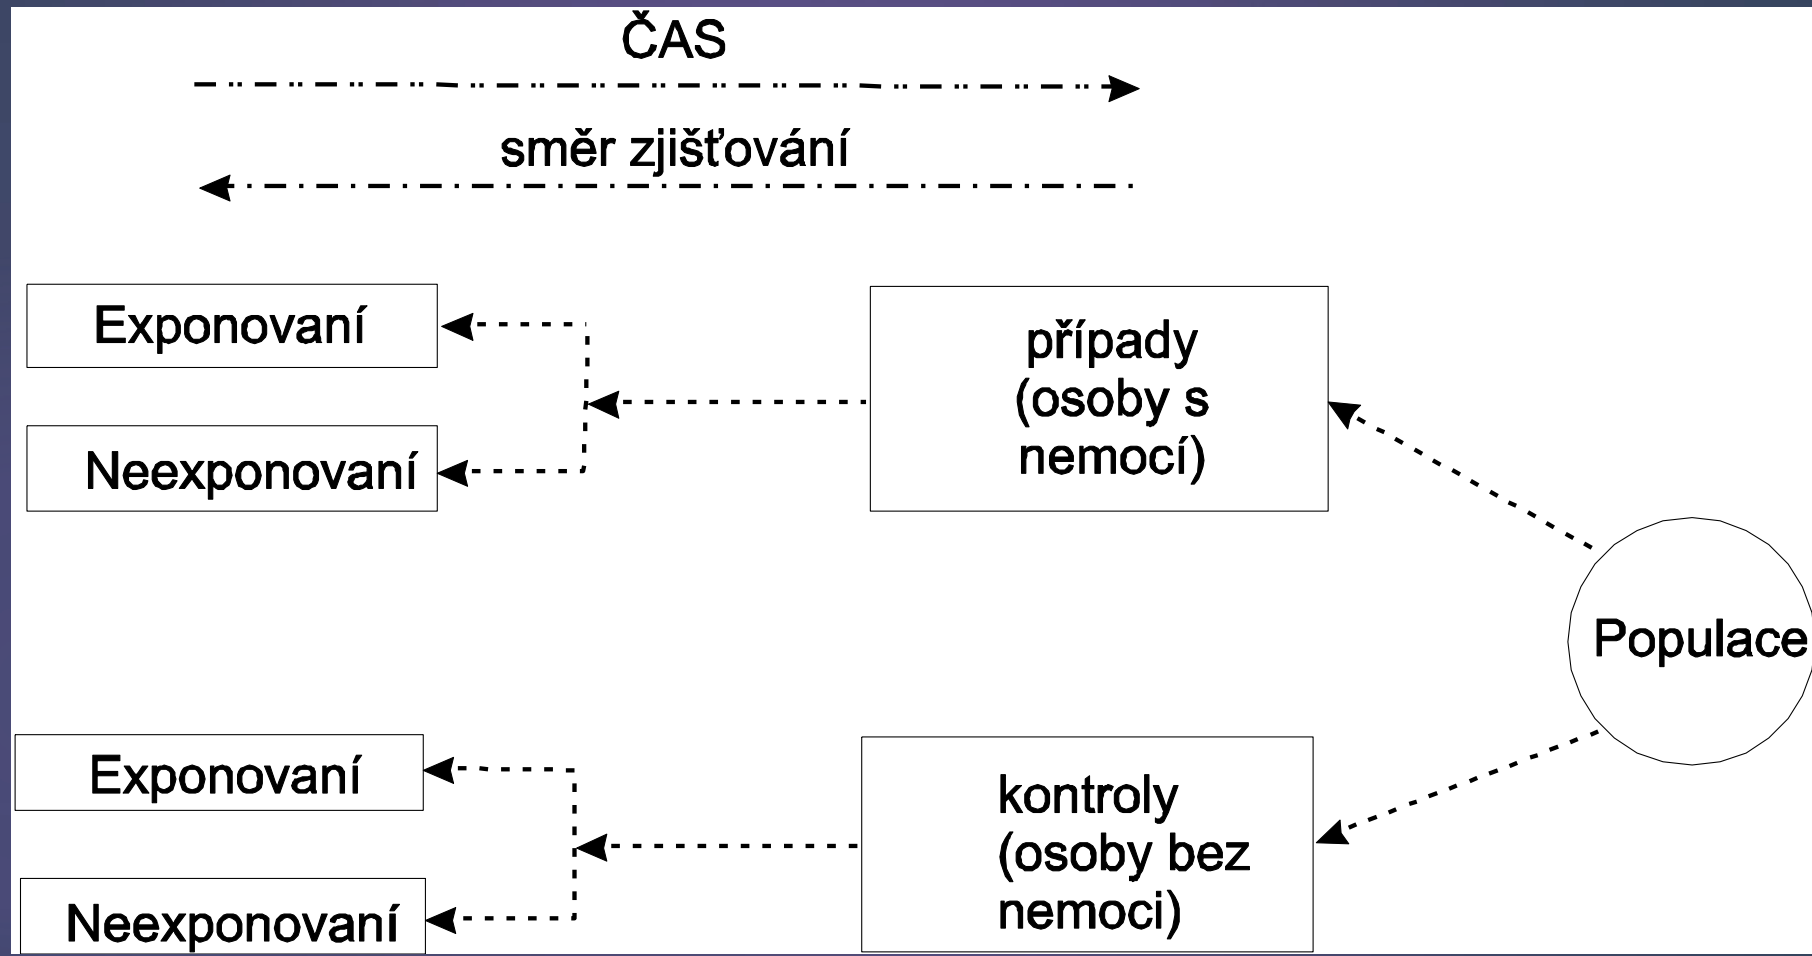 ČAS
směr zjišťování
Exponovaní
Neexponovaní
případy
(osoby s
nemocí)
Populace
Exponovaní
Neexponovaní
kontroly
(osoby bez
nemoci)